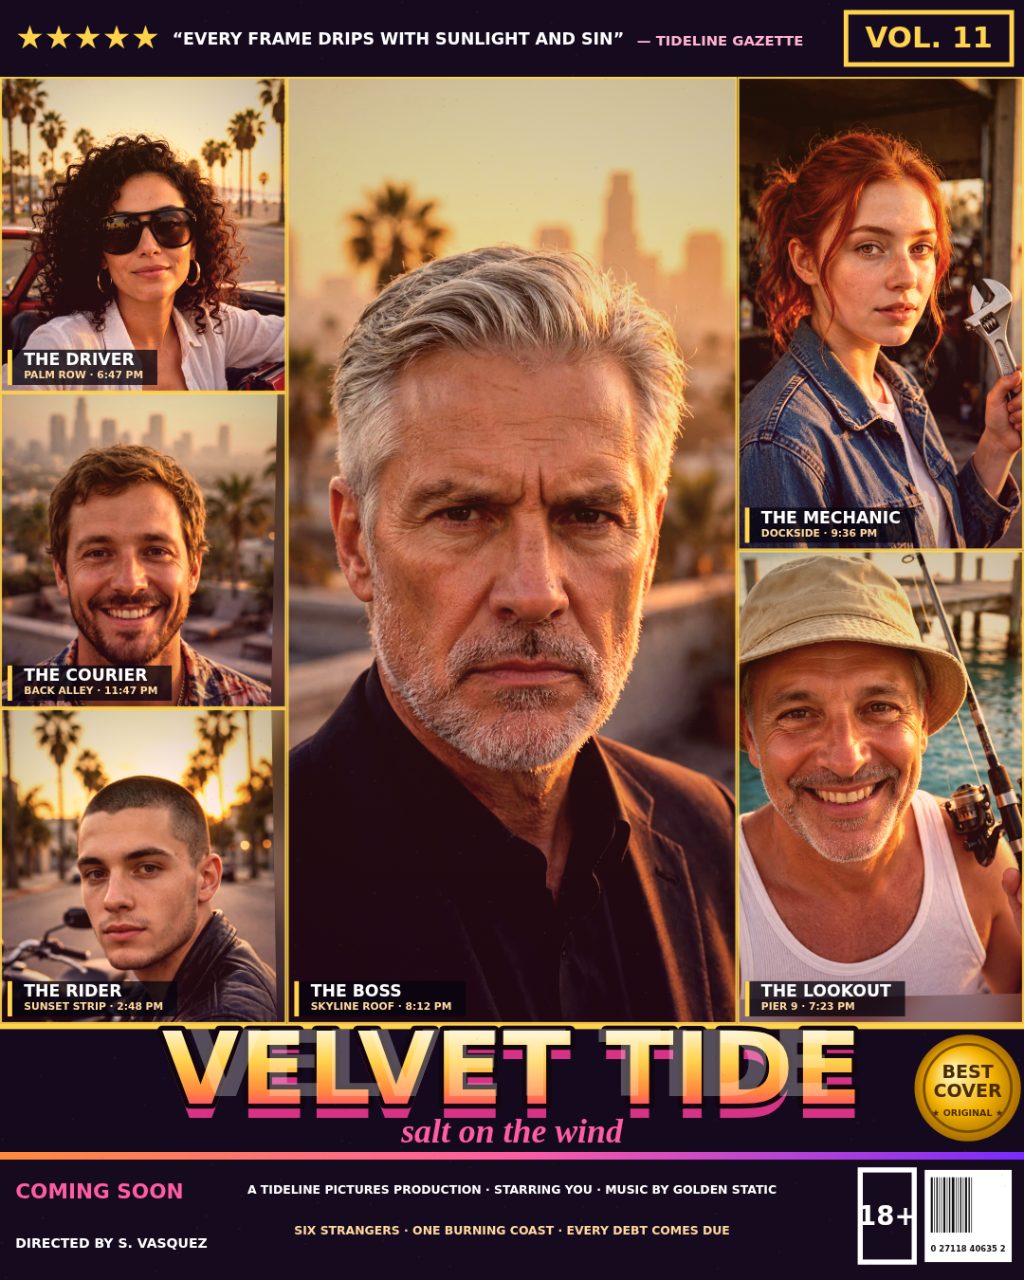 ★★★★★ “EVERY FRAME DRIPS WITH SUNLIGHT AND SIN” — TIDELINE GAZETTE
VOL. 11
THE DRIVER
PALM ROW · 6:47 PM
THE COURIER
BACK ALLEY · 11:47 PM
THE RIDER
SUNSET STRIP · 2:48 PM
THE BOSS
SKYLINE ROOF · 8:12 PM
THE MECHANIC
DOCKSIDE · 9:36 PM
THE LOOKOUT
PIER 9 · 7:23 PM
VELVET TIDE
salt on the wind
BEST
COVER
★ ORIGINAL ★
COMING SOON
DIRECTED BY S. VASQUEZ
A TIDELINE PICTURES PRODUCTION · STARRING YOU · MUSIC BY GOLDEN STATIC
SIX STRANGERS · ONE BURNING COAST · EVERY DEBT COMES DUE
18+
0 27118 40635 2